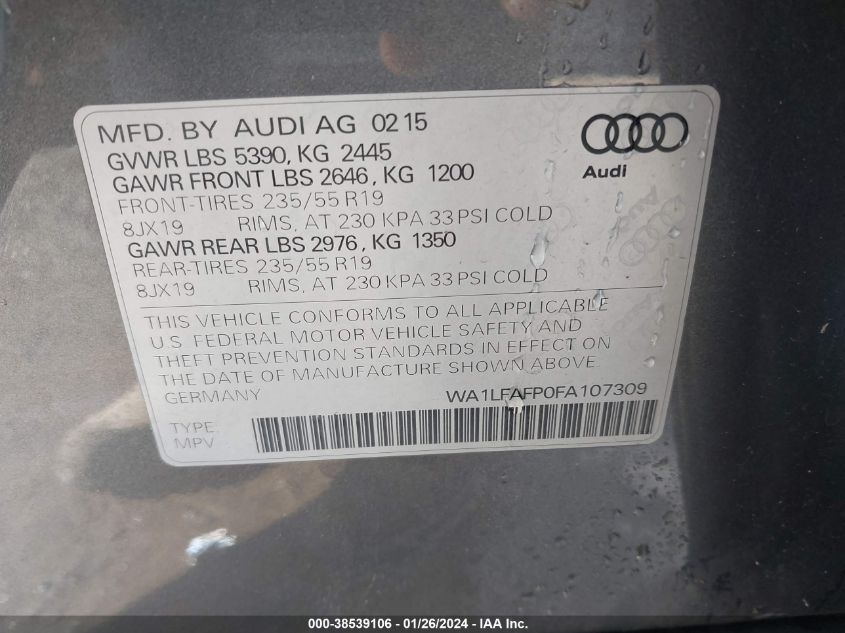 MFD. BY AUDI AG 0215
GVWR LBS 5390, KG 2445
GAWR FRONT LBS 2646, KG 1200
FRONT-TIRES 235/55 R19
8JX19 RIMS, AT 230 KPA 33 PSI COLD
GAWR REAR LBS 2976, KG 1350
REAR-TIRES 235/55 R19
8JX19 RIMS, AT 230 KPA 33 PSI COLD
Audi
THIS VEHICLE CONFORMS TO ALL APPLICABLE
U.S. FEDERAL MOTOR VEHICLE SAFETY AND
THEFT PREVENTION STANDARDS IN EFFECT ON
THE DATE OF MANUFACTURE SHOWN ABOVE.
GERMANY WA1LFAFP0FA107309
TYPE:
MPV
000-38539106 — 01/26/2024 — IAA Inc.